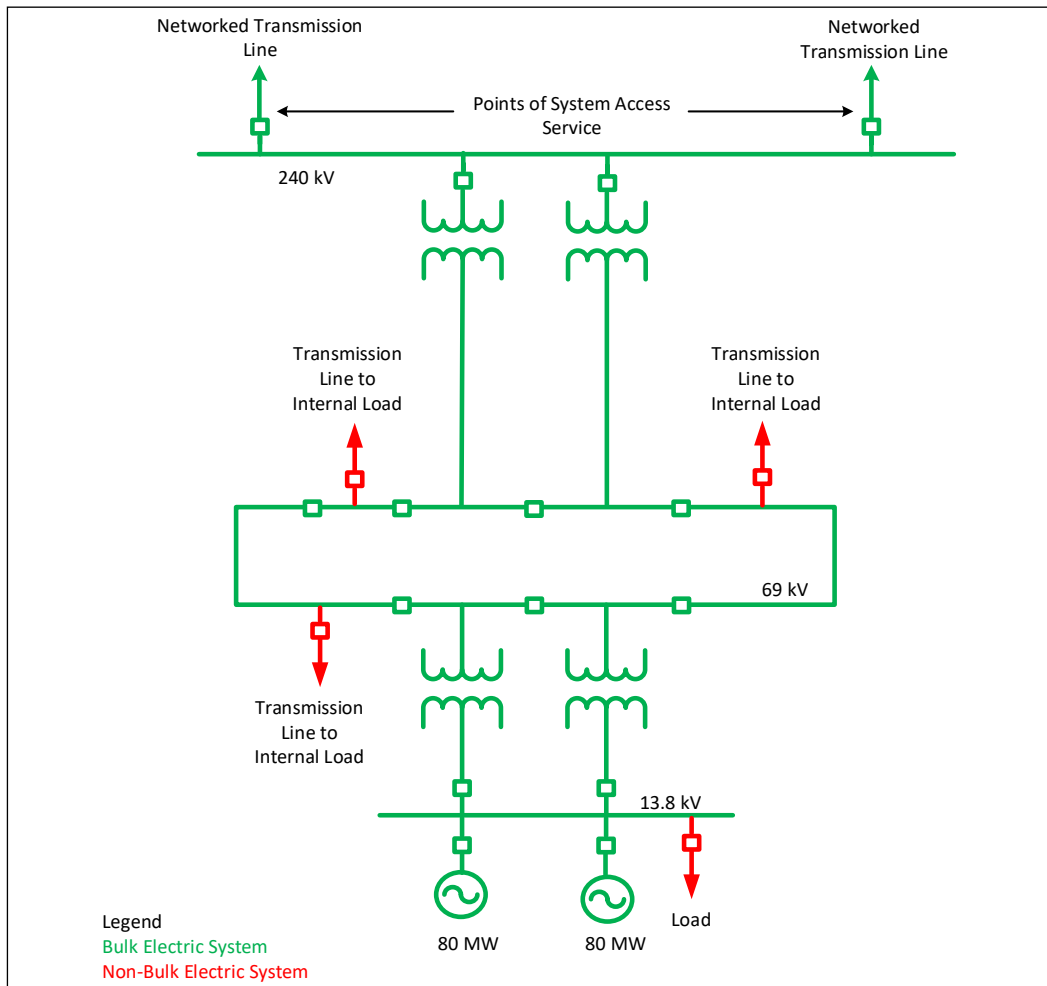 Networked Transmission
Line
Networked
Transmission Line
Points of System Access
Service
240 kV
Transmission
Line to
Internal Load
Transmission
Line to
Internal Load
69 kV
Transmission
Line to
Internal Load
13.8 kV
Load
80 MW
80 MW
Legend
Bulk Electric System
Non-Bulk Electric System